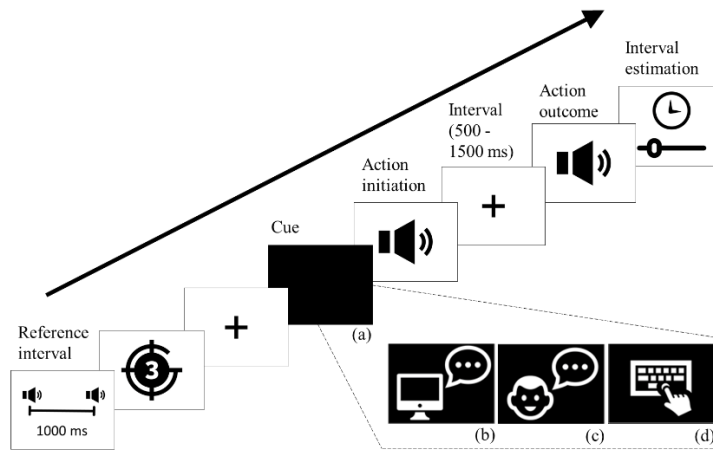 Interval
estimation
Action
outcome
Interval
(500 -
1500 ms)
Action
initiation
Cue
(a)
Reference
interval
3
1000 ms
(b)
(c)
(d)